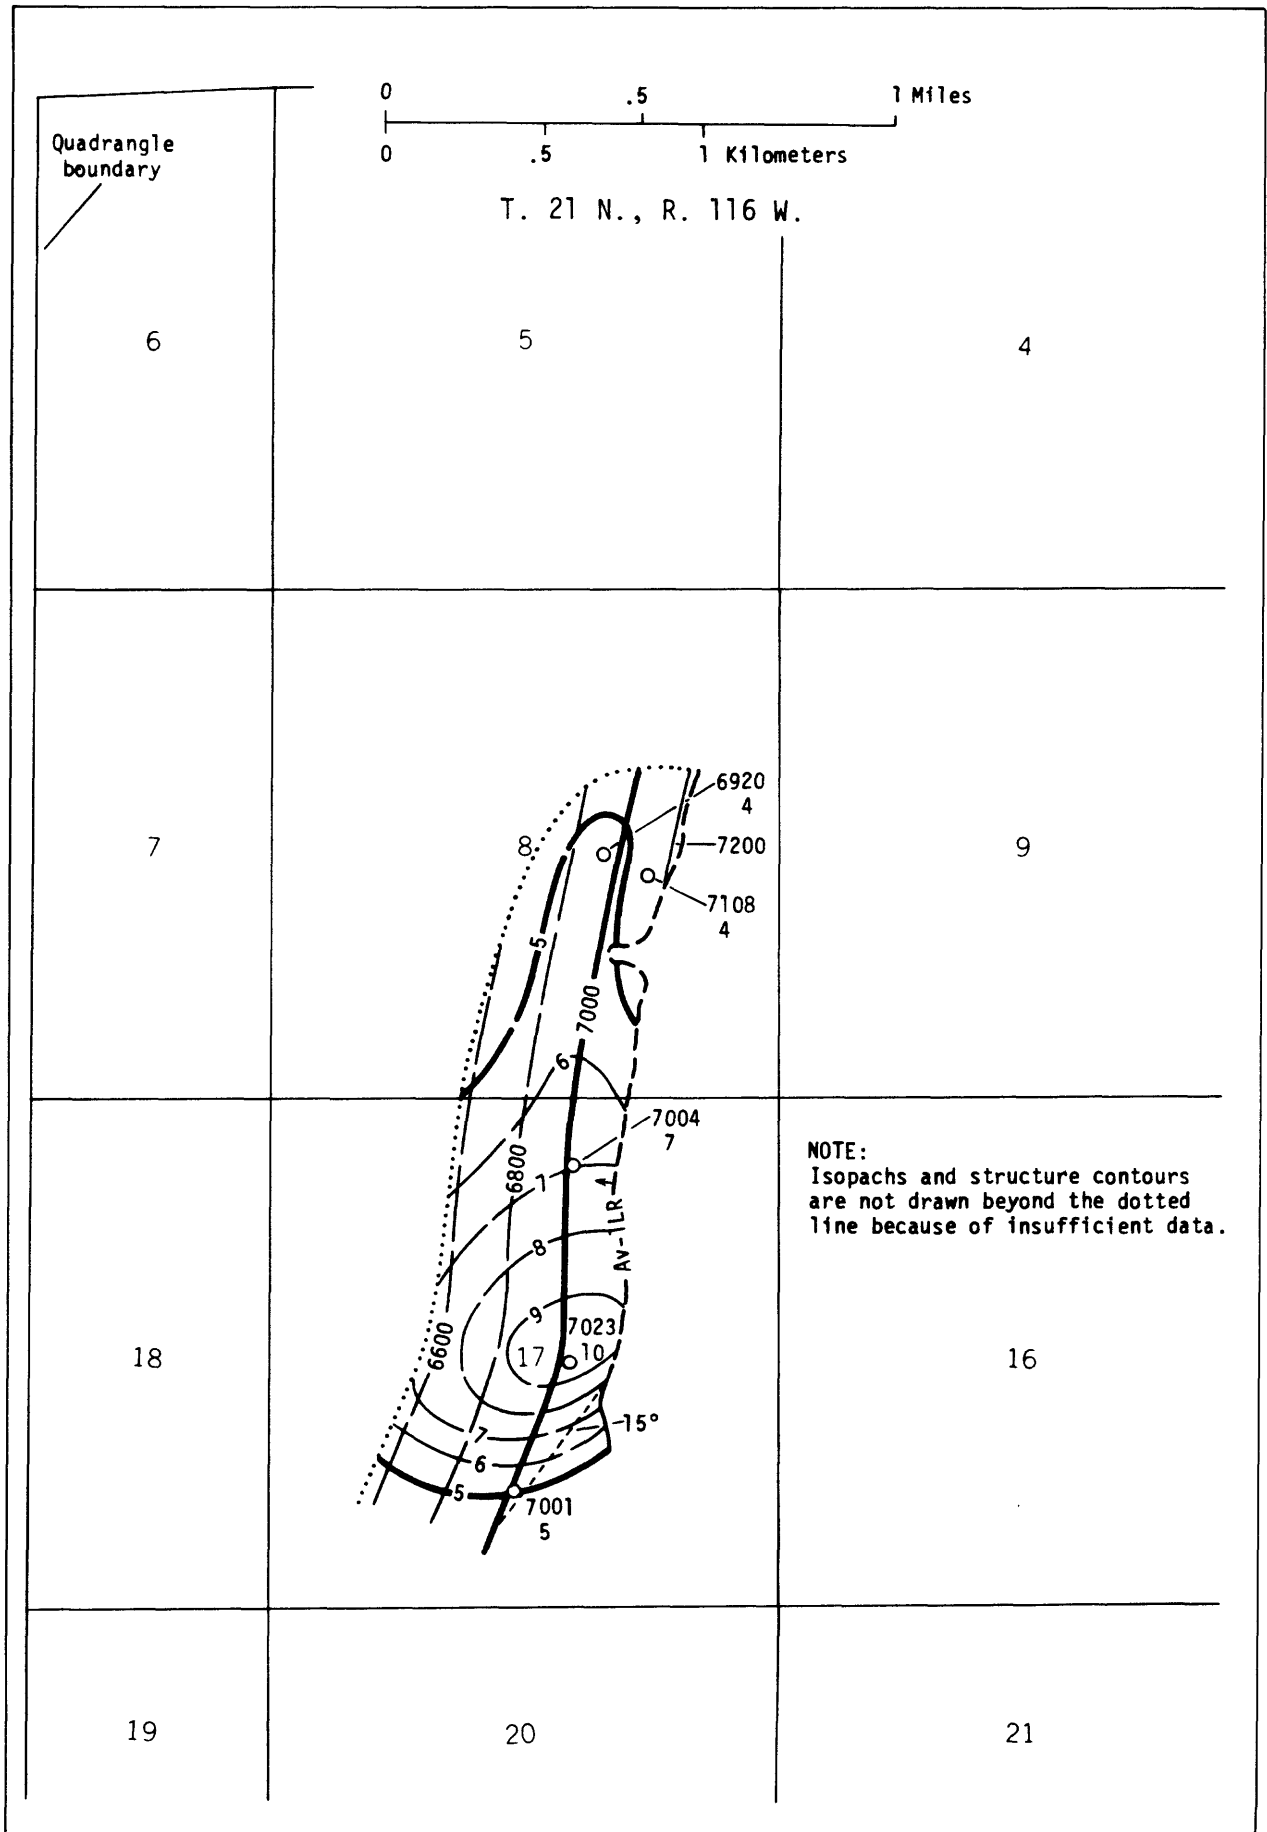 0 .5 1 Miles
0 .5 1 Kilometers
Quadrangle
boundary
T. 21 N., R. 116 W.
6 5 4
6920
4
7 8 9
7200
7108
4
5
7000
6
7004
7
6800
7
NOTE:
Isopachs and structure contours
are not drawn beyond the dotted
line because of insufficient data.
Av-1LR
8
9
7023
10
6600
18 17 16
15°
7
6
5
7001
5
19 20 21